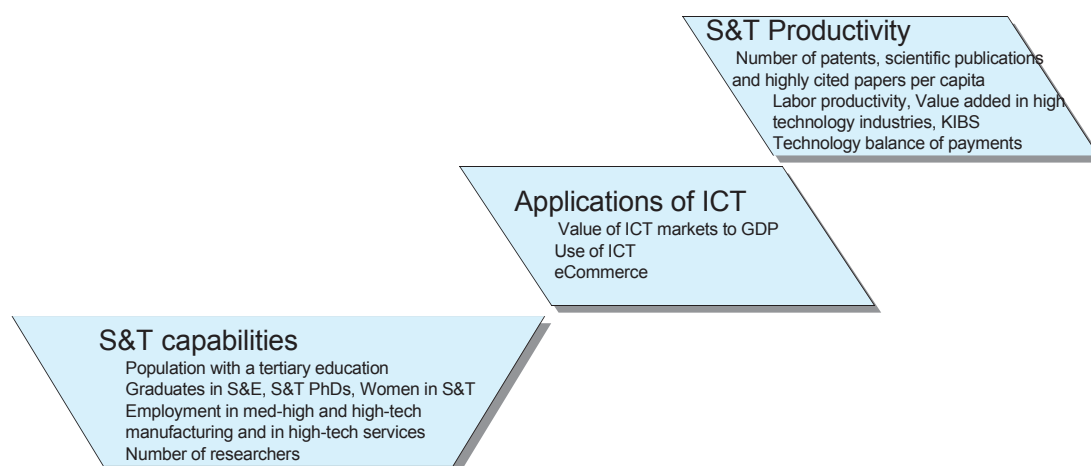 S&T Productivity
Number of patents, scientific publications
and highly cited papers per capita
Labor productivity, Value added in high
technology industries, KIBS
Technology balance of payments
Applications of ICT
Value of ICT markets to GDP
Use of ICT
eCommerce
S&T capabilities
Population with a tertiary education
Graduates in S&E, S&T PhDs, Women in S&T
Employment in med-high and high-tech
manufacturing and in high-tech services
Number of researchers